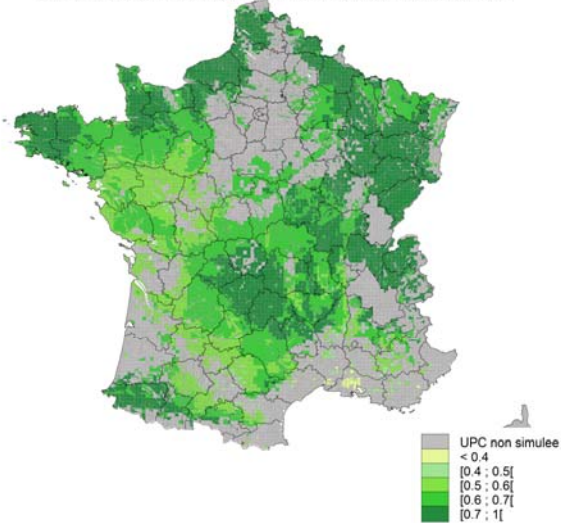 UPC non simulee
< 0.4
[0.4 ; 0.5[
[0.5 ; 0.6[
[0.6 ; 0.7[
[0.7 ; 1[